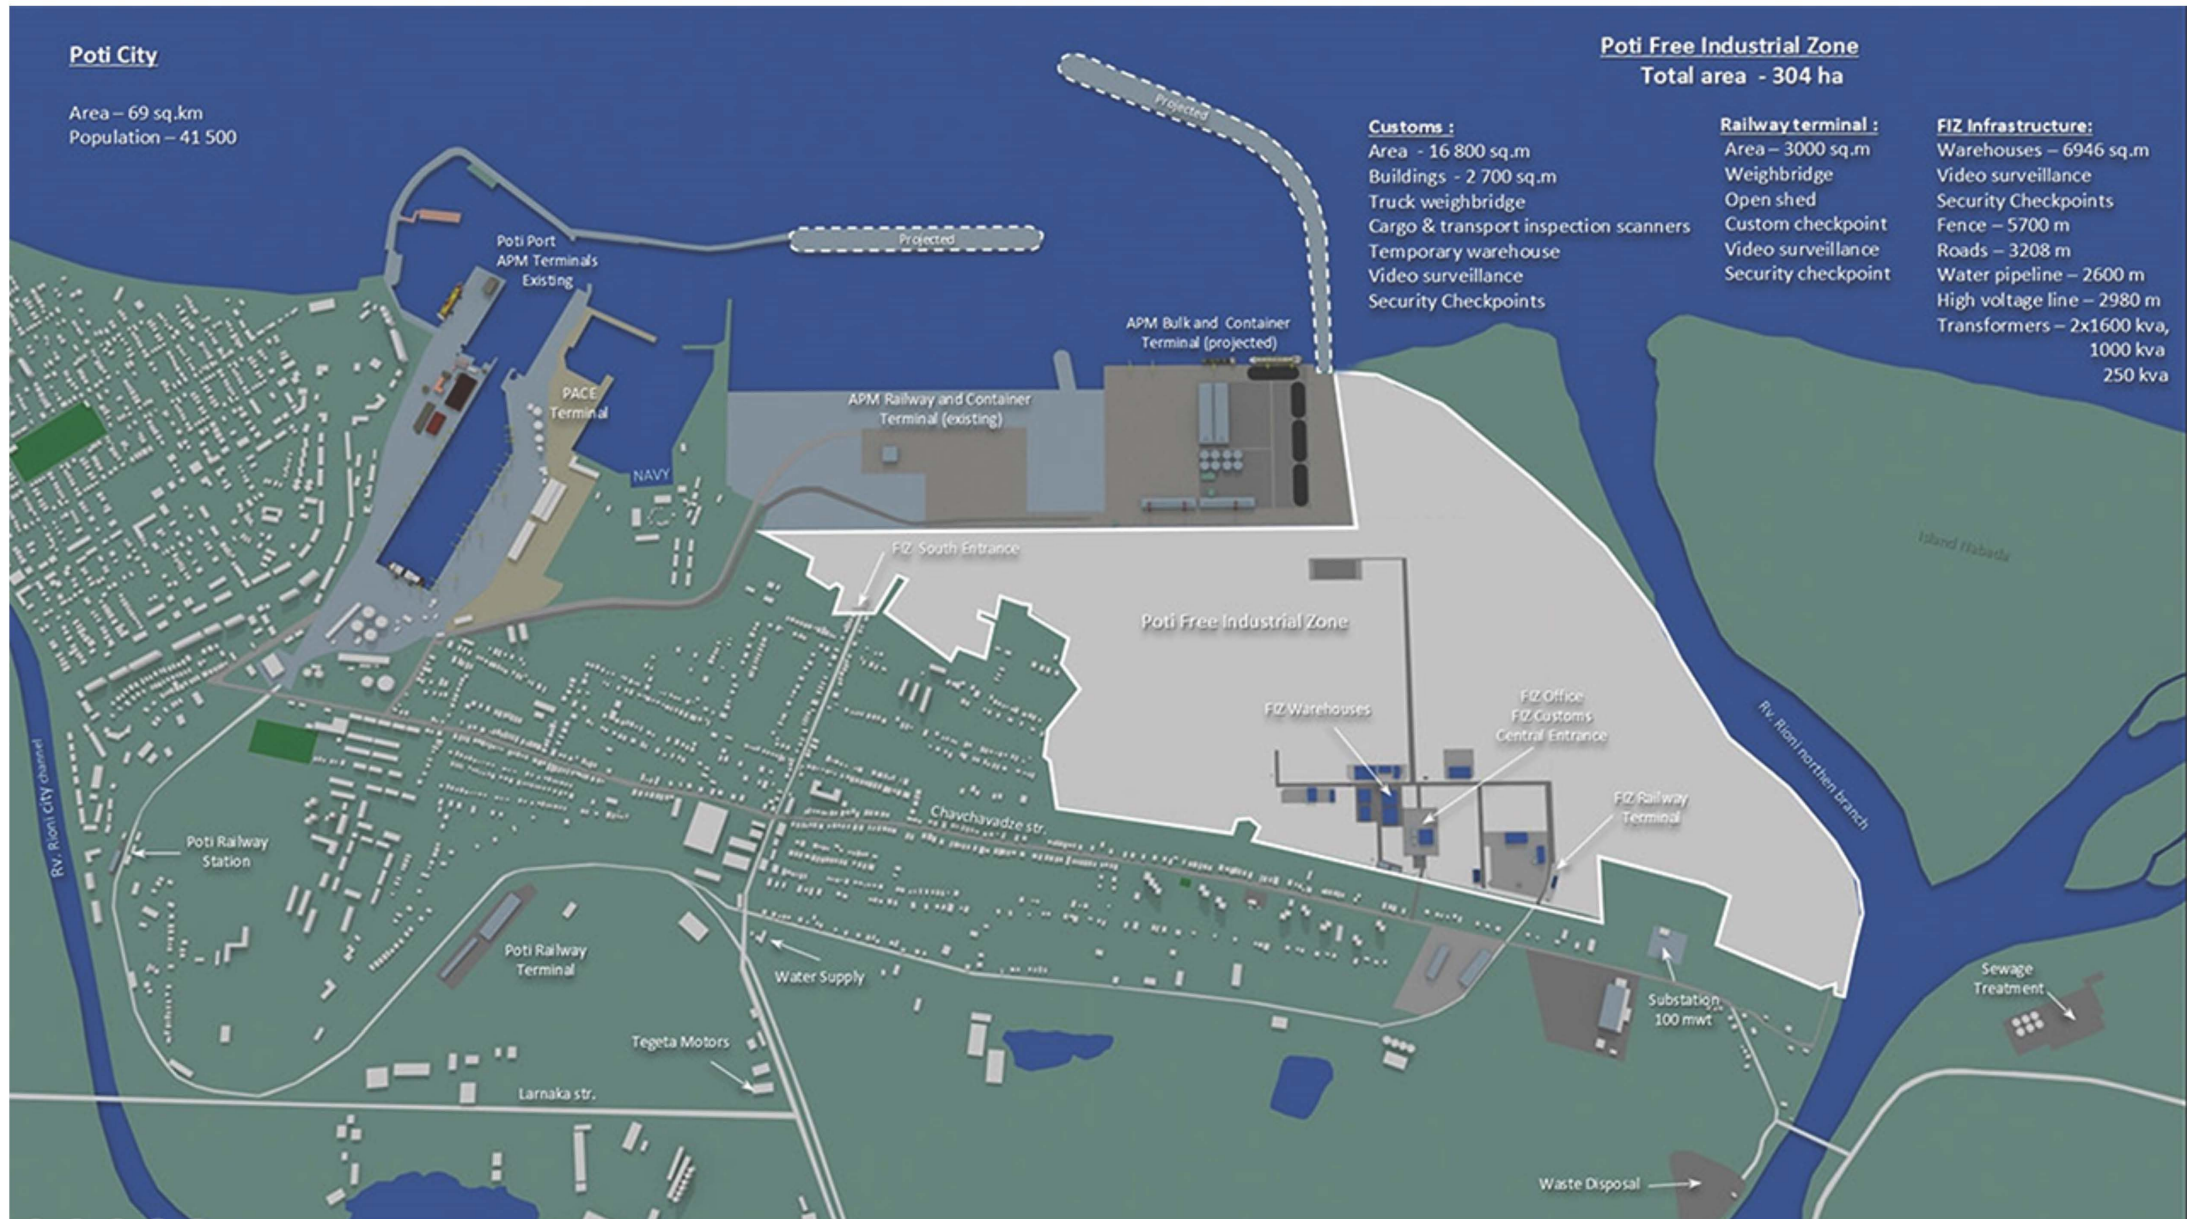 Poti City
Area – 69 sq.km
Population – 41 500
Poti Free Industrial Zone
Total area - 304 ha
Customs :
Area - 16 800 sq.m
Buildings - 2 700 sq.m
Truck weighbridge
Cargo & transport inspection scanners
Temporary warehouse
Video surveillance
Security Checkpoints
Railway terminal :
Area – 3000 sq.m
Weighbridge
Open shed
Custom checkpoint
Video surveillance
Security checkpoint
FIZ Infrastructure:
Warehouses – 6946 sq.m
Video surveillance
Security Checkpoints
Fence – 5700 m
Roads – 3208 m
Water pipeline – 2600 m
High voltage line – 2980 m
Transformers – 2x1600 kva,
1000 kva
250 kva
Projected
Projected
Poti Port
APM Terminals
Existing
APM Bulk and Container
Terminal (projected)
PACE
Terminal
APM Railway and Container
Terminal (existing)
NAVY
FIZ South Entrance
Island Nabada
Poti Free Industrial Zone
FIZ Warehouses
FIZ Office
FIZ Customs
Central Entrance
Rv. Rioni northen branch
FIZ Railway
Terminal
Chavchavadze str.
Rv. Rioni city channel
Poti Railway
Station
Poti Railway
Terminal
Water Supply
Substation
100 mwt
Sewage
Treatment
Tegeta Motors
Larnaka str.
Waste Disposal